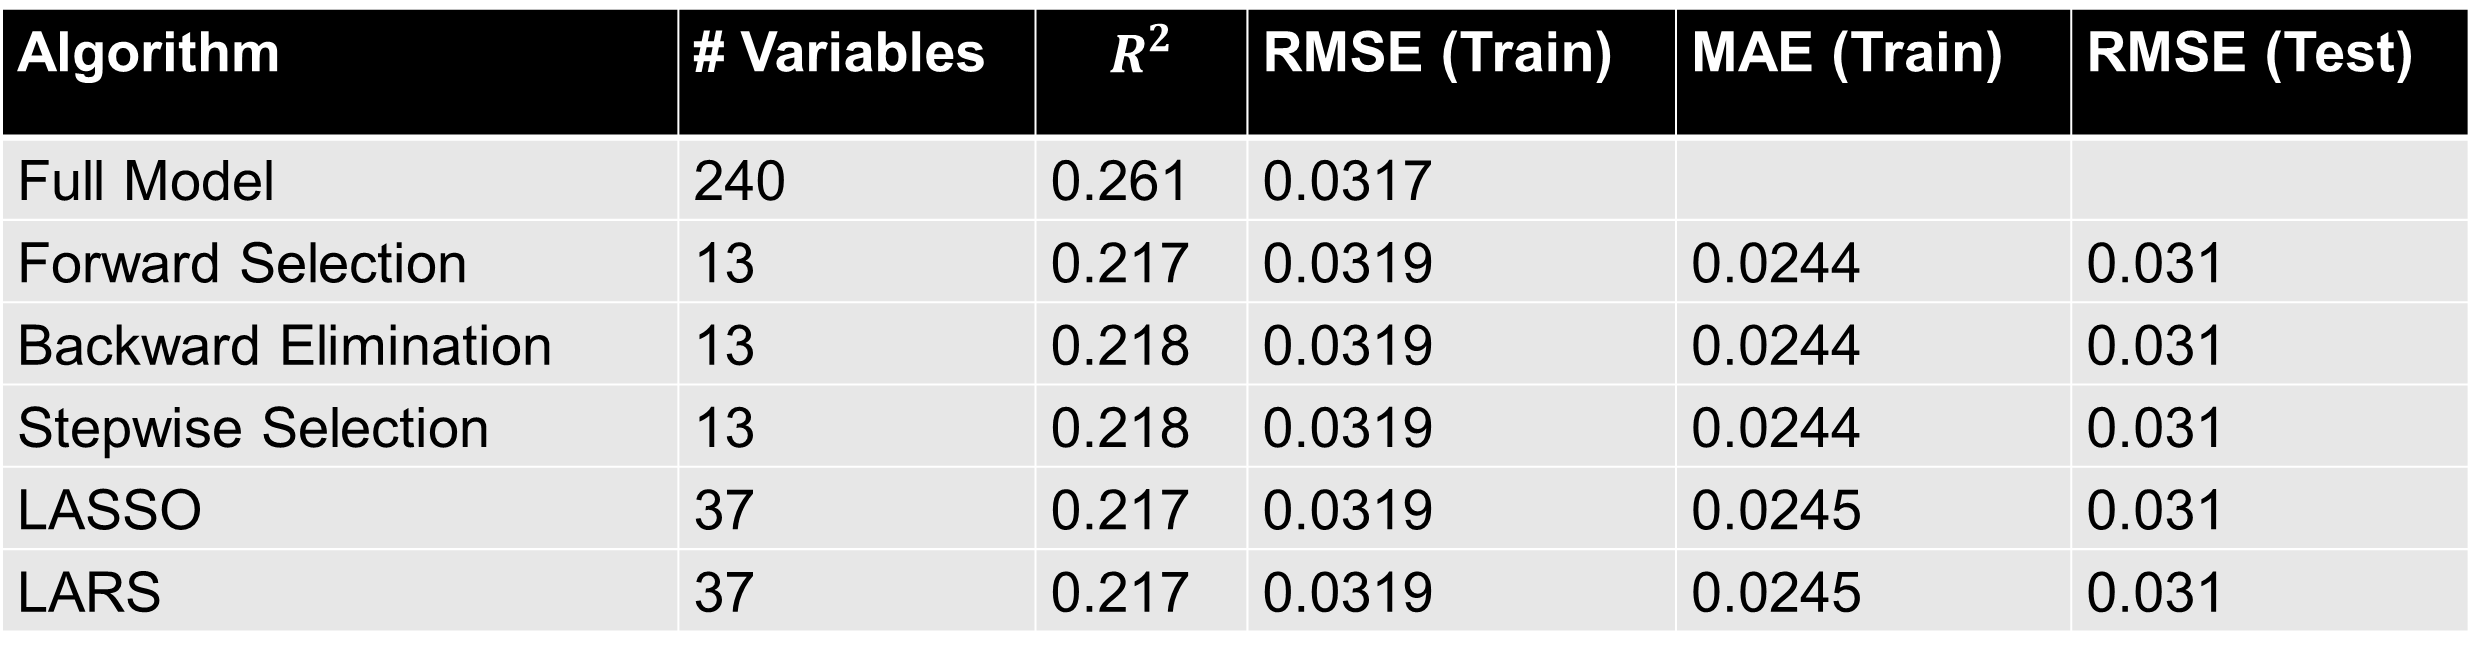 Algorithm # Variables R² RMSE (Train) MAE (Train) RMSE (Test)
Full Model 240 0.261 0.0317
Forward Selection 13 0.217 0.0319 0.0244 0.031
Backward Elimination 13 0.218 0.0319 0.0244 0.031
Stepwise Selection 13 0.218 0.0319 0.0244 0.031
LASSO 37 0.217 0.0319 0.0245 0.031
LARS 37 0.217 0.0319 0.0245 0.031